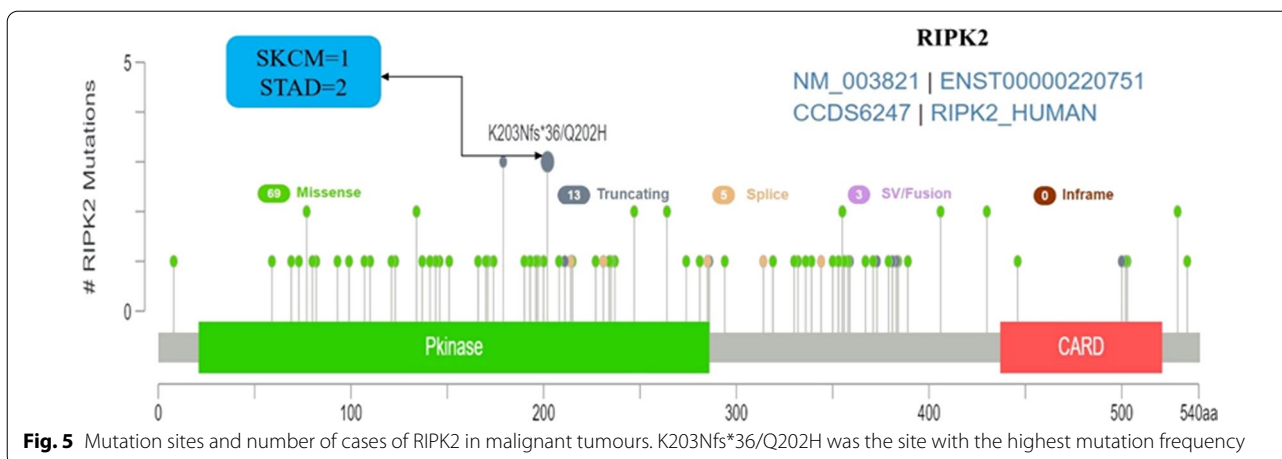 RIPK2
SKCM=1
STAD=2
NM_003821 | ENST00000220751
CCDS6247 | RIPK2_HUMAN
# RIPK2 Mutations
5
0
K203Nfs*36/Q202H
69 Missense
13 Truncating
5 Splice
3 SV/Fusion
0 Inframe
Pkinase
CARD
0 100 200 300 400 500 540aa
Fig. 5 Mutation sites and number of cases of RIPK2 in malignant tumours. K203Nfs*36/Q202H was the site with the highest mutation frequency